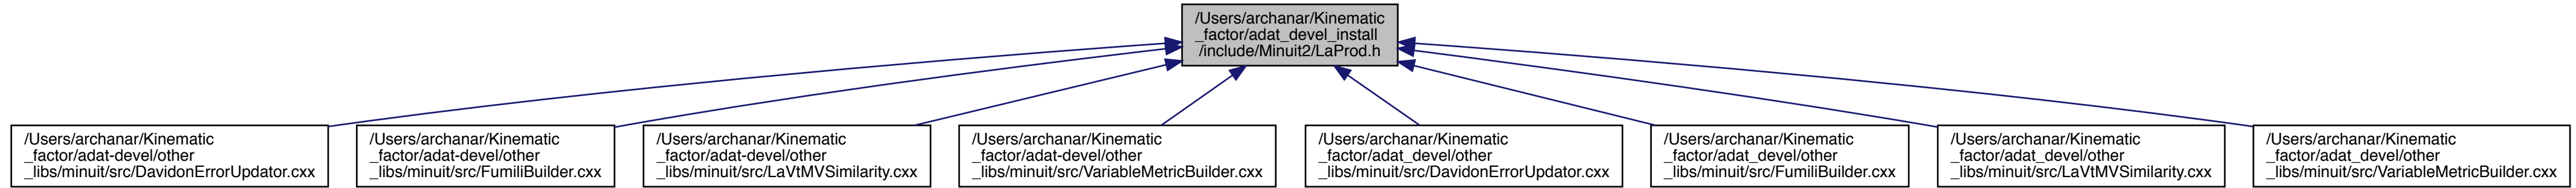 /Users/archanar/Kinematic
_factor/adat_devel_install
/include/Minuit2/LaProd.h
/Users/archanar/Kinematic
_factor/adat-devel/other
_libs/minuit/src/DavidonErrorUpdator.cxx
/Users/archanar/Kinematic
_factor/adat-devel/other
_libs/minuit/src/FumiliBuilder.cxx
/Users/archanar/Kinematic
_factor/adat-devel/other
_libs/minuit/src/LaVtMVSimilarity.cxx
/Users/archanar/Kinematic
_factor/adat-devel/other
_libs/minuit/src/VariableMetricBuilder.cxx
/Users/archanar/Kinematic
_factor/adat_devel/other
_libs/minuit/src/DavidonErrorUpdator.cxx
/Users/archanar/Kinematic
_factor/adat_devel/other
_libs/minuit/src/FumiliBuilder.cxx
/Users/archanar/Kinematic
_factor/adat_devel/other
_libs/minuit/src/LaVtMVSimilarity.cxx
/Users/archanar/Kinematic
_factor/adat_devel/other
_libs/minuit/src/VariableMetricBuilder.cxx